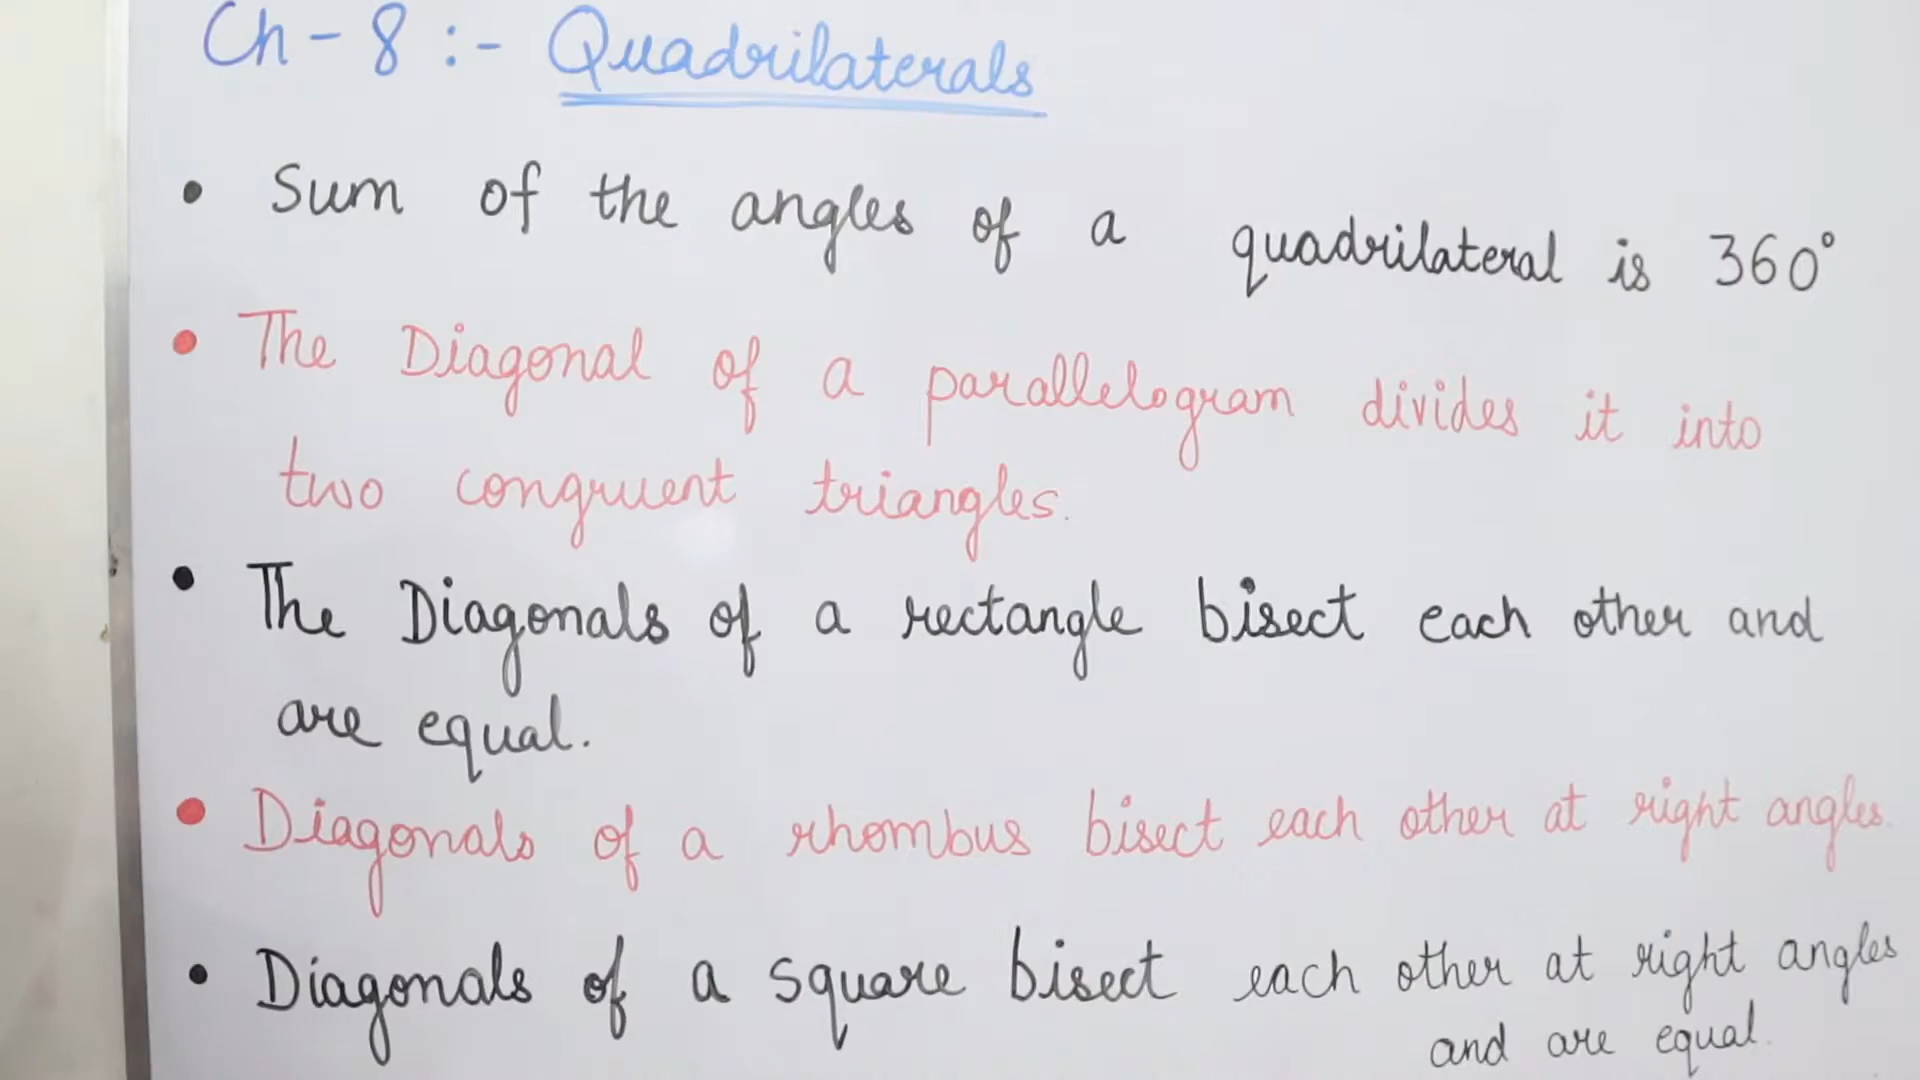 Ch - 8 :- Quadrilaterals
• Sum of the angles of a quadrilateral is 360°
• The Diagonal of a parallelogram divides it into
two congruent triangles.
• The Diagonals of a rectangle bisect each other and
are equal.
• Diagonals of a rhombus bisect each other at right angles.
• Diagonals of a square bisect each other at right angles
and are equal.